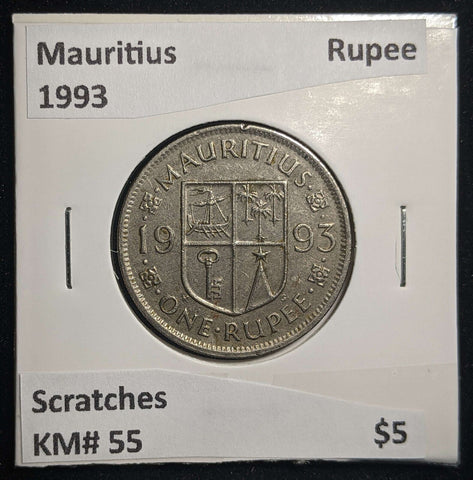 Mauritius Rupee
1993
MAURITIUS
19 93
ONE·RUPEE
Scratches
KM# 55 $5